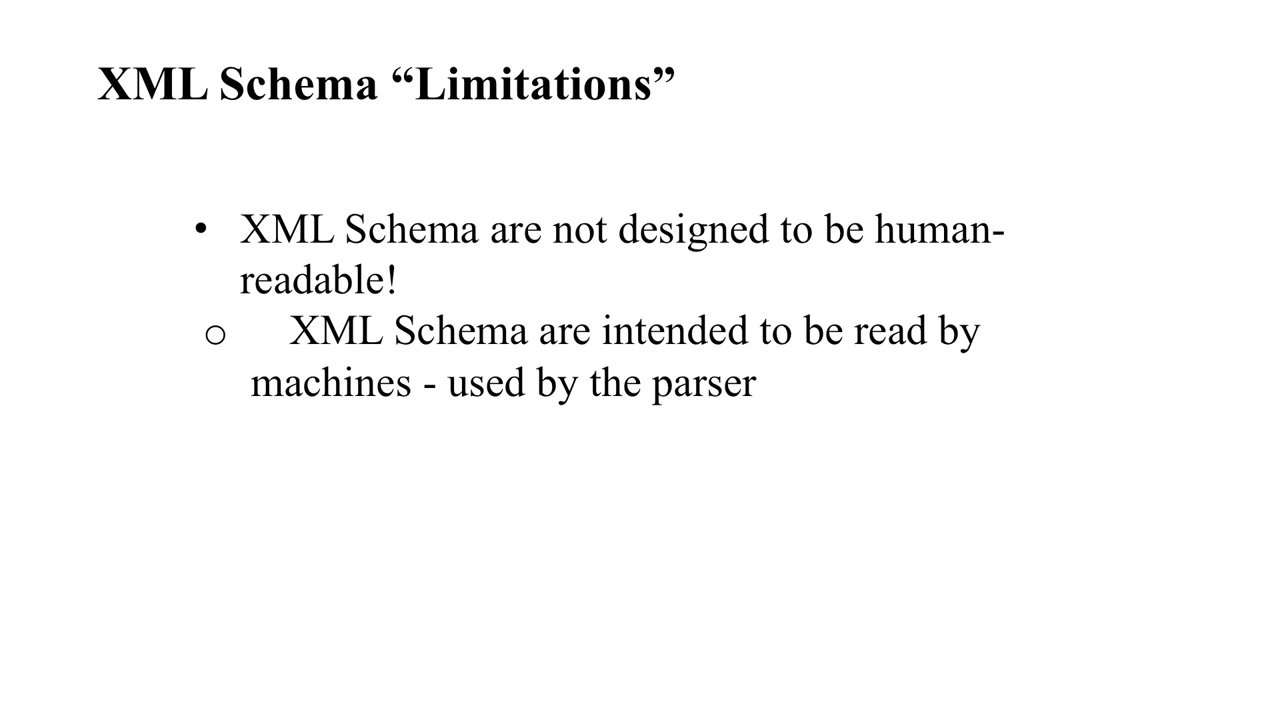 XML Schema “Limitations”
• XML Schema are not designed to be human-
readable!
o XML Schema are intended to be read by
machines - used by the parser